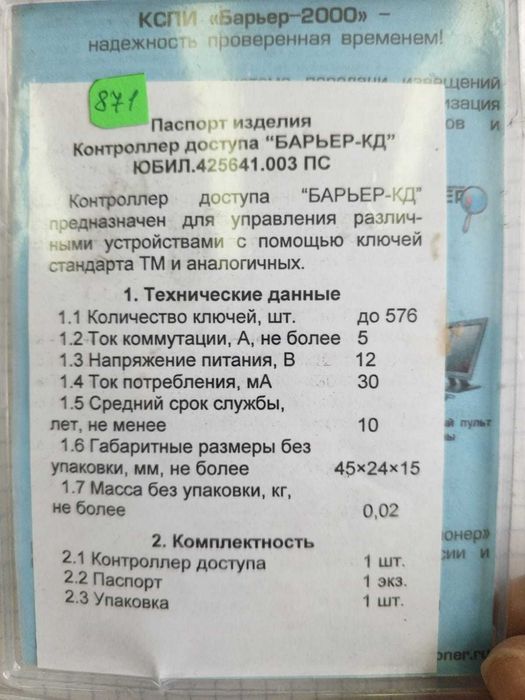 КСПИ «Барьер-2000» –
надежность проверенная временем!
871
Паспорт изделия
Контроллер доступа "БАРЬЕР-КД"
ЮБИЛ.425641.003 ПС
Контроллер доступа "БАРЬЕР-КД"
предназначен для управления различ-
ными устройствами с помощью ключей
стандарта ТМ и аналогичных.
1. Технические данные
1.1 Количество ключей, шт. до 576
1.2 Ток коммутации, А, не более 5
1.3 Напряжение питания, В 12
1.4 Ток потребления, мА 30
1.5 Средний срок службы,
лет, не менее 10
1.6 Габаритные размеры без
упаковки, мм, не более 45×24×15
1.7 Масса без упаковки, кг,
не более 0,02
2. Комплектность
2.1 Контроллер доступа 1 шт.
2.2 Паспорт 1 экз.
2.3 Упаковка 1 шт.